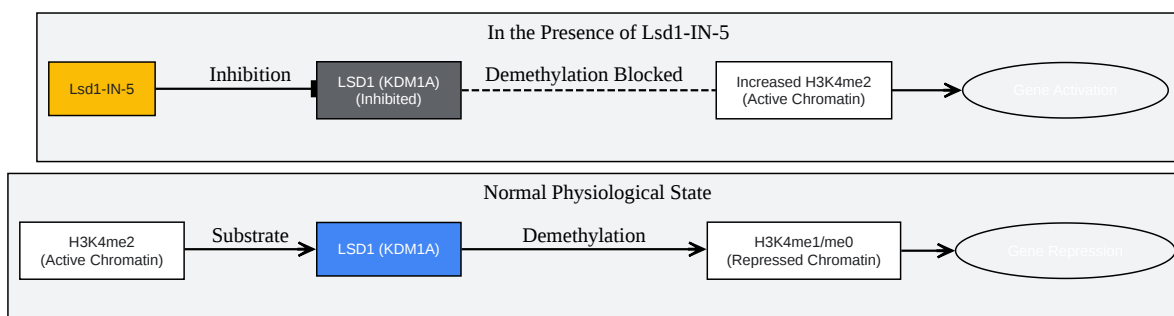 In the Presence of Lsd1-IN-5
Lsd1-IN-5
Inhibition
LSD1 (KDM1A)
(Inhibited)
Demethylation Blocked
Increased H3K4me2
(Active Chromatin)
Gene Activation
Normal Physiological State
H3K4me2
(Active Chromatin)
Substrate
LSD1 (KDM1A)
Demethylation
H3K4me1/me0
(Repressed Chromatin)
Gene Repression